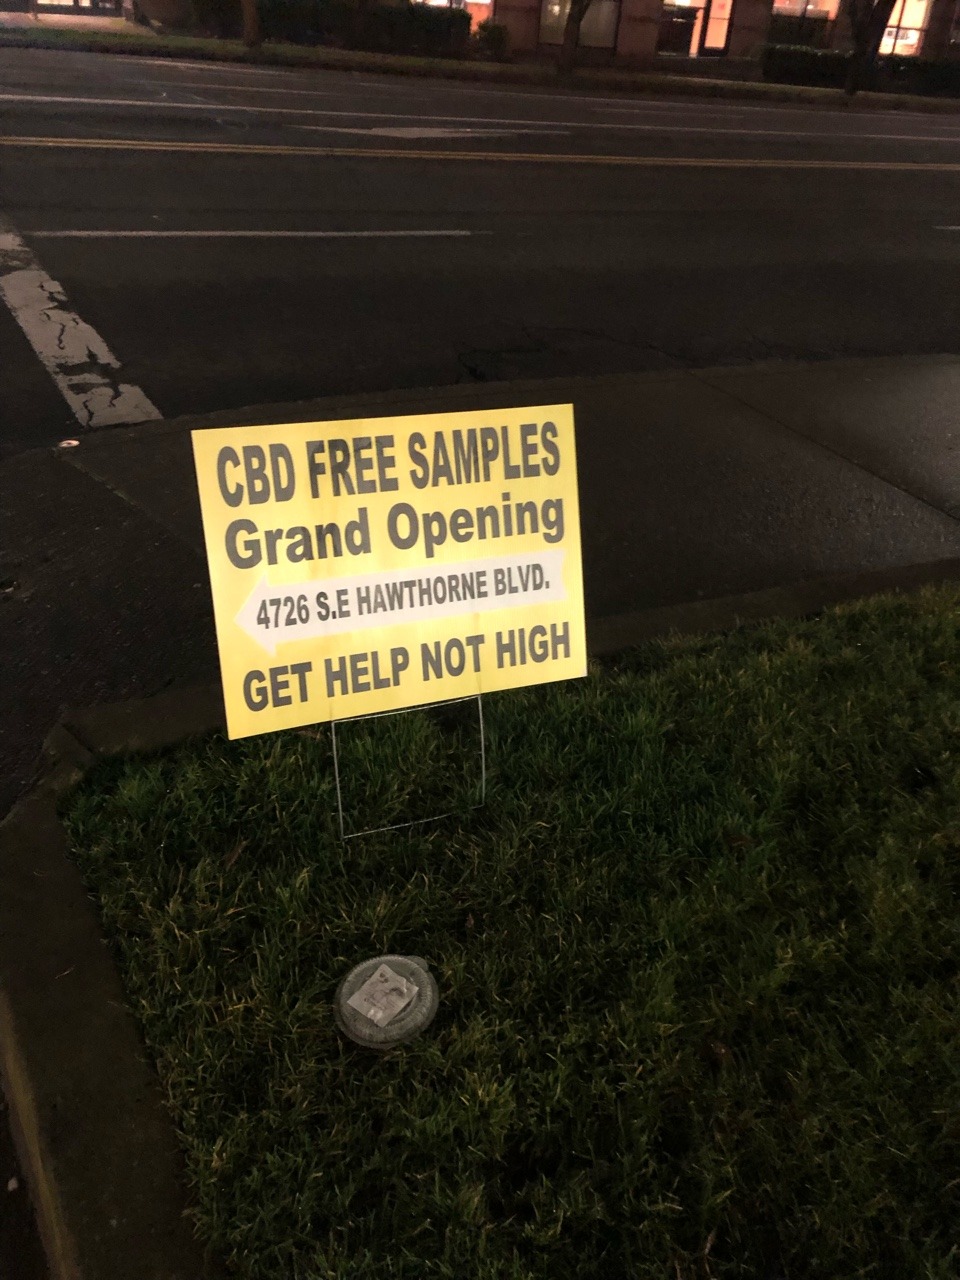 CBD FREE SAMPLES
Grand Opening
4726 S.E HAWTHORNE BLVD.
GET HELP NOT HIGH